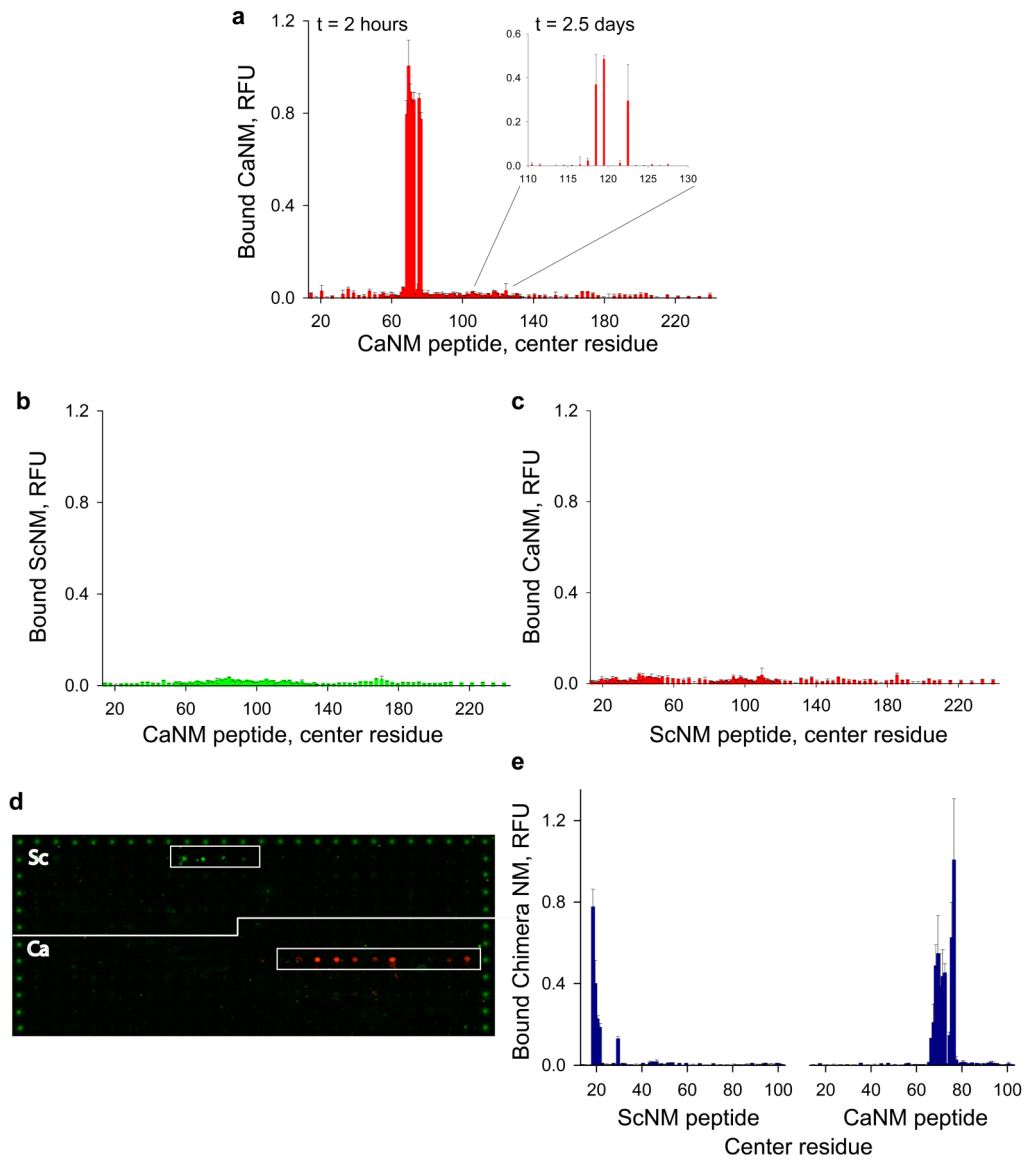 a
t = 2 hours
t = 2.5 days
Bound CaNM, RFU
1.2
0.8
0.4
0.0
0.6
0.4
0.2
0.0
110 115 120 125 130
20 60 100 140 180 220
CaNM peptide, center residue
b
Bound ScNM, RFU
1.2
0.8
0.4
0.0
20 60 100 140 180 220
CaNM peptide, center residue
c
Bound CaNM, RFU
1.2
0.8
0.4
0.0
20 60 100 140 180 220
ScNM peptide, center residue
d
Sc
Ca
e
Bound Chimera NM, RFU
1.2
0.8
0.4
0.0
20 40 60 80 100
20 40 60 80 100
ScNM peptide
CaNM peptide
Center residue